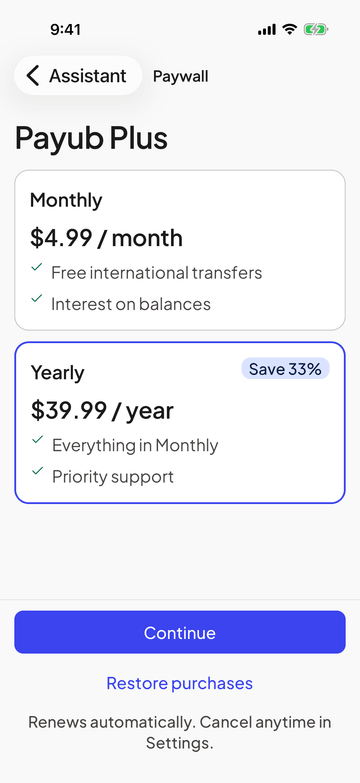 9:41
Assistant
Paywall
Payub Plus
Monthly
$4.99 / month
Free international transfers
Interest on balances
Yearly
Save 33%
$39.99 / year
Everything in Monthly
Priority support
Continue
Restore purchases
Renews automatically. Cancel anytime in
Settings.